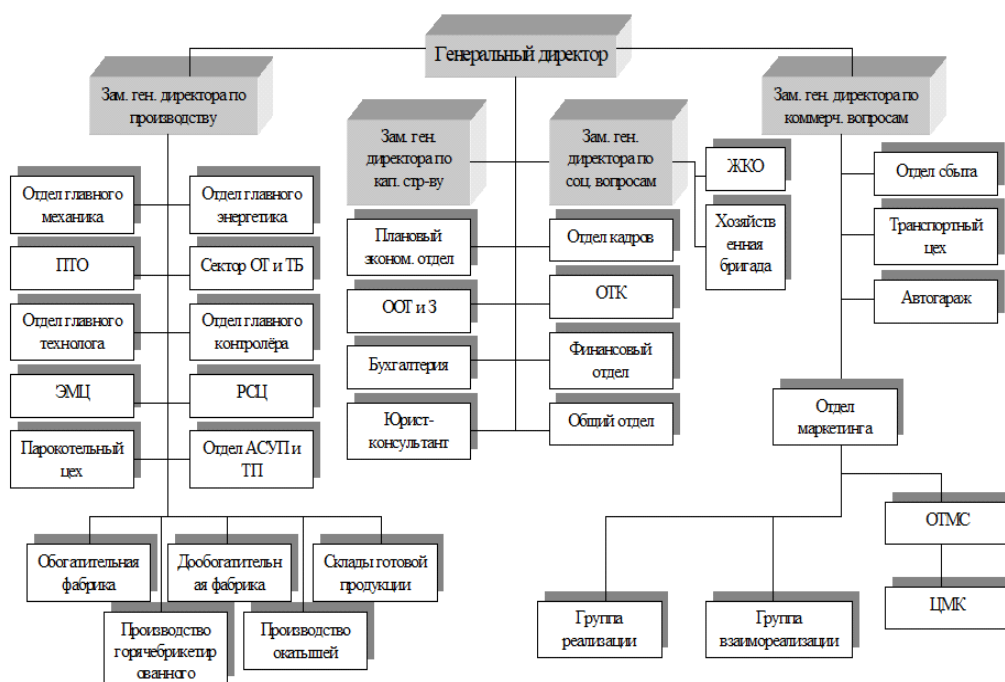 Генеральный директор
Зам. ген. директора по
производству
Зам. ген.
директора по
кап. стр-ву
Зам. ген.
директора по
соц. вопросам
Зам. ген. директора по
коммерч. вопросам
ЖКО
Хозяйств
енная
бригада
Отдел сбыта
Транспортный
цех
Автогараж
Отдел главного
механика
Отдел главного
энергетика
ПТО
Сектор ОТ и ТБ
Отдел главного
технолога
Отдел главного
контролёра
ЭМЦ
РСЦ
Парокотельный
цех
Отдел АСУП и
ТП
Плановый
эконом. отдел
Отдел кадров
ООТ и З
ОТК
Бухгалтерия
Финансовый
отдел
Юрист-
консультант
Общий отдел
Отдел
маркетинга
ОТМС
ЦМК
Группа
реализации
Группа
взаимореализации
Обогатительная
фабрика
Дообогатительн
ая фабрика
Склады готовой
продукции
Производство
горячебрикетир
ованного
Производство
окатышей